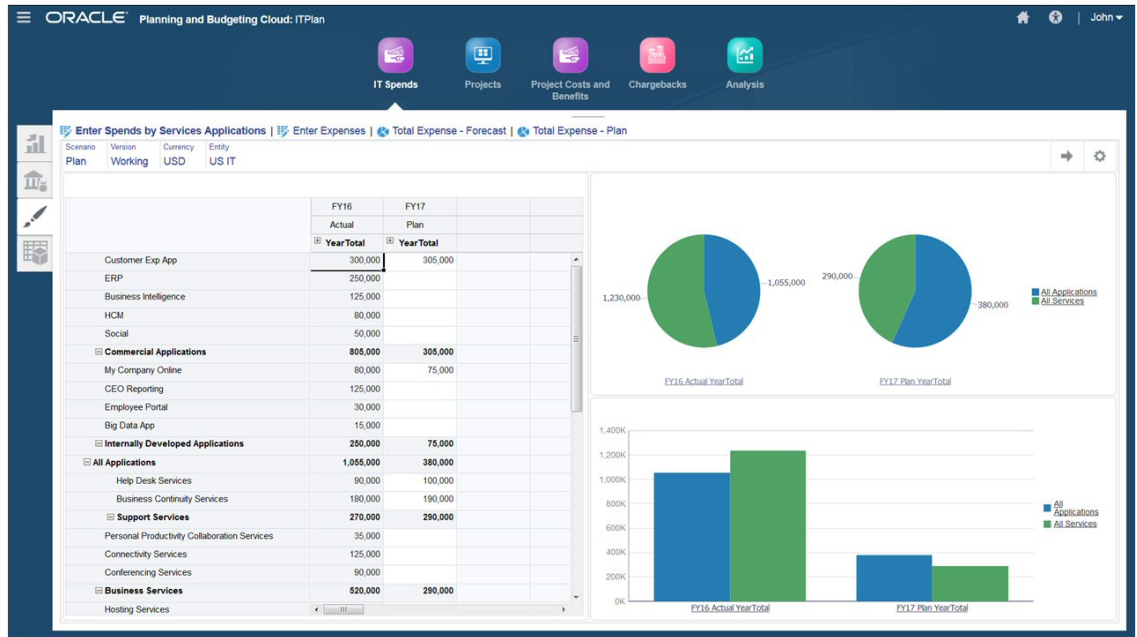 ORACLE Planning and Budgeting Cloud: ITPlan
John
IT Spends
Projects
Project Costs and
Benefits
Chargebacks
Analysis
Enter Spends by Services Applications | Enter Expenses | Total Expense - Forecast | Total Expense - Plan
Scenario Version Currency Entity
Plan Working USD US IT
FY16 FY17
Actual Plan
YearTotal YearTotal
Customer Exp App 300,000 305,000
ERP 250,000
Business Intelligence 125,000
HCM 80,000
Social 50,000
Commercial Applications 805,000 305,000
My Company Online 80,000 75,000
CEO Reporting 125,000
Employee Portal 30,000
Big Data App 15,000
Internally Developed Applications 250,000 75,000
All Applications 1,055,000 380,000
Help Desk Services 90,000 100,000
Business Continuity Services 180,000 190,000
Support Services 270,000 290,000
Personal Productivity Collaboration Services 35,000
Connectivity Services 125,000
Conferencing Services 90,000
Business Services 520,000 290,000
Hosting Services
1,230,000
1,055,000
290,000
380,000
All Applications
All Services
FY16 Actual YearTotal
FY17 Plan YearTotal
1,400K
1,200K
1,000K
800K
600K
400K
200K
0K
FY16 Actual YearTotal
FY17 Plan YearTotal
All
Applications
All Services